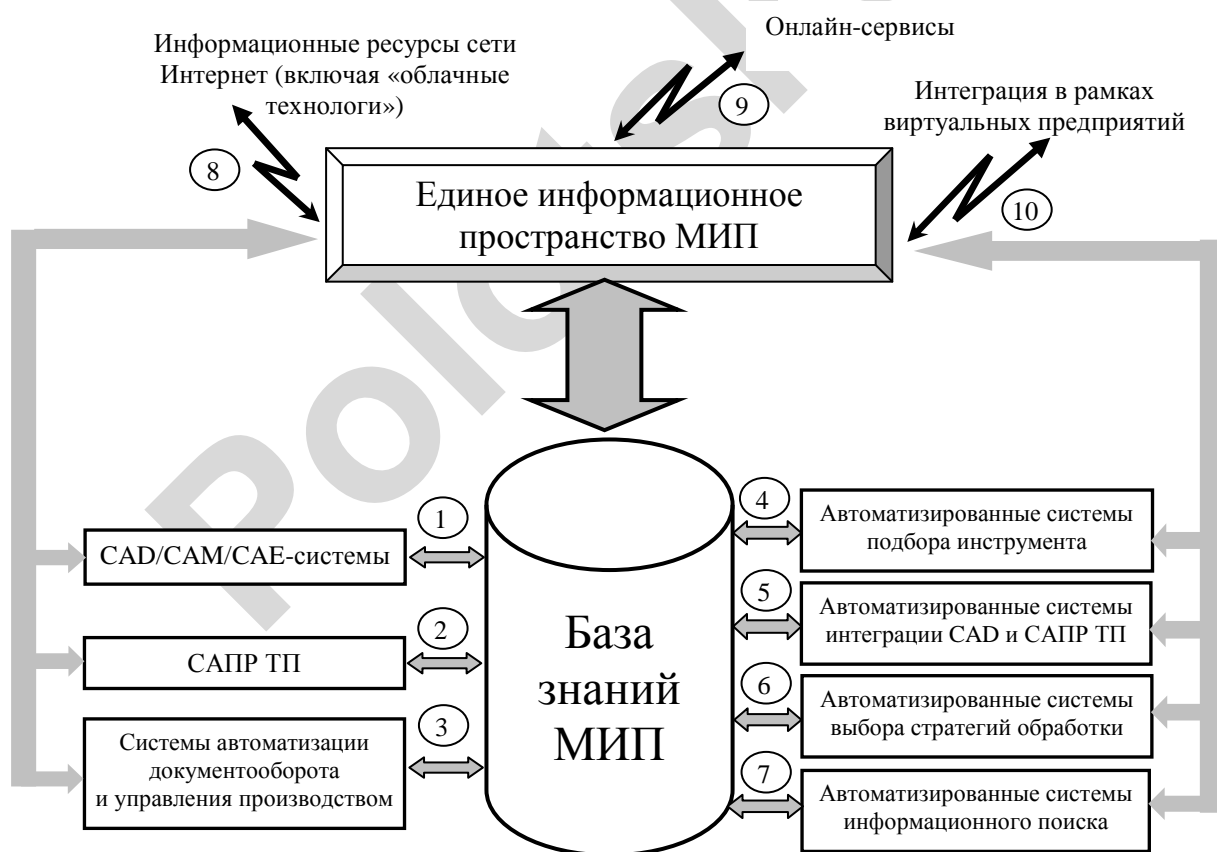 Онлайн-сервисы
Информационные ресурсы сети
Интернет (включая «облачные
технологи»)
9
Интеграция в рамках
виртуальных предприятий
8
10
Единое информационное
пространство МИП
1
CAD/CAM/CAE-системы
2
САПР ТП
3
Системы автоматизации
документооборота
и управления производством
База
знаний
МИП
4
Автоматизированные системы
подбора инструмента
5
Автоматизированные системы
интеграции CAD и САПР ТП
6
Автоматизированные системы
выбора стратегий обработки
7
Автоматизированные системы
информационного поиска
Polots